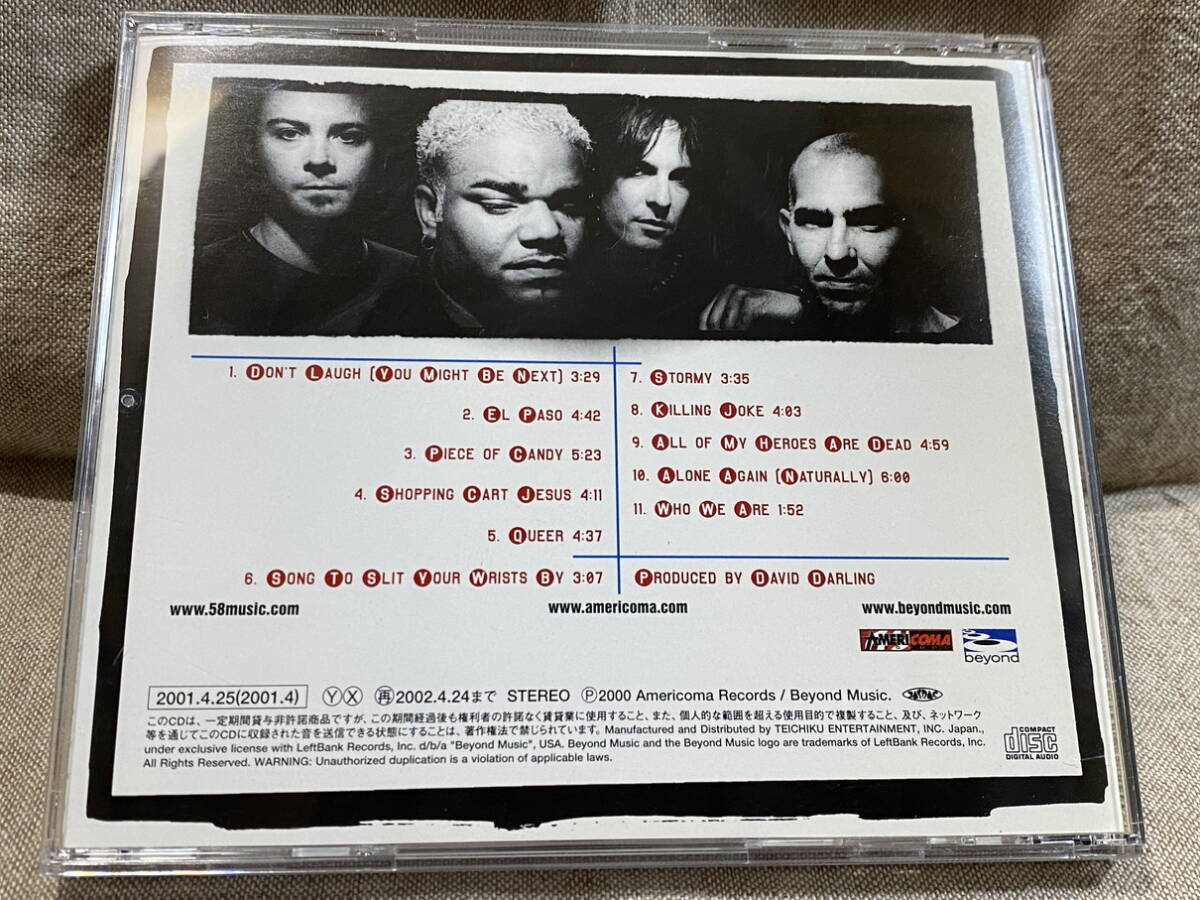 1. Don't Laugh (You Might Be Next) 3:29
2. El Paso 4:42
3. Piece of Candy 5:23
4. Shopping Cart Jesus 4:11
5. Queer 4:37
6. Song To Slit Your Wrists By 3:07
7. Stormy 3:35
8. Killing Joke 4:03
9. All of My Heroes Are Dead 4:59
10. Alone Again (Naturally) 6:00
11. Who We Are 1:52
Produced by David Darling
www.58music.com www.americoma.com www.beyondmusic.com
AMERICOMA
beyond
2001.4.25(2001.4) Ⓨ Ⓧ ㊞2002.4.24まで STEREO Ⓟ2000 Americoma Records / Beyond Music. JASRAC
このCDは、一定期間貸与非許諾商品ですが、この期間経過後も権利者の許諾なく賃貸業に使用すること、また、個人的な範囲を超える使用目的で複製すること、及び、ネットワーク
等を通じてこのCDに収録された音を送信できる状態にすることは、著作権法で禁じられています。Manufactured and Distributed by TEICHIKU ENTERTAINMENT, INC. Japan.,
under exclusive license with LeftBank Records, Inc. d/b/a "Beyond Music", USA. Beyond Music and the Beyond Music logo are trademarks of LeftBank Records, Inc.
All Rights Reserved. WARNING: Unauthorized duplication is a violation of applicable laws.
COMPACT
disc
DIGITAL AUDIO